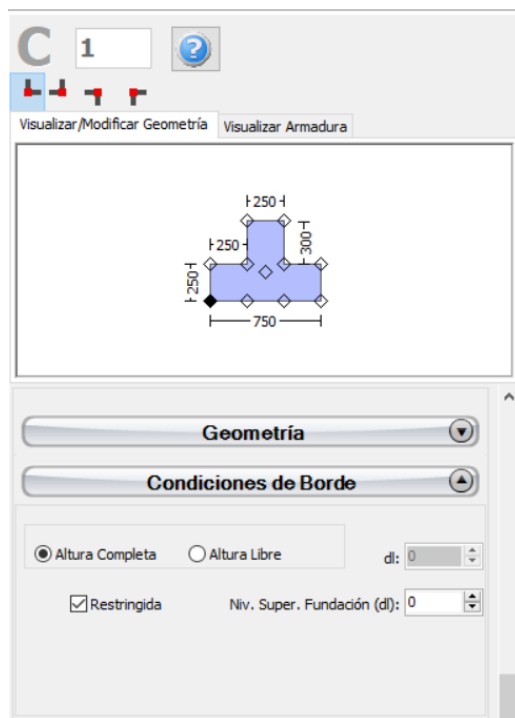 C 1
Visualizar/Modificar Geometría Visualizar Armadura
250
250
300
250
750
Geometría
Condiciones de Borde
Altura Completa Altura Libre dl: 0
Restringida Niv. Super. Fundación (dl): 0